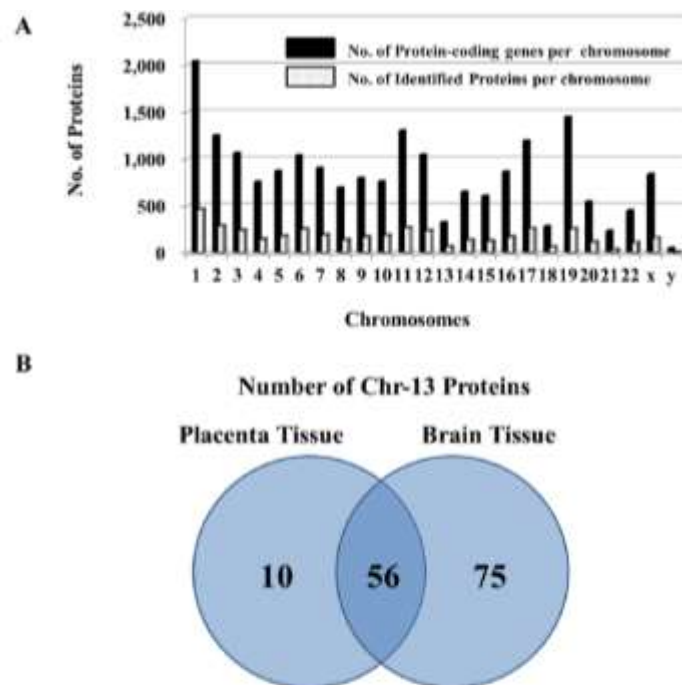 A
2,500
2,000
1,500
1,000
500
0
No. of Proteins
No. of Protein-coding genes per chromosome
No. of Identified Proteins per chromosome
1 2 3 4 5 6 7 8 9 10 11 12 13 14 15 16 17 18 19 20 21 22 x y
Chromosomes
B
Number of Chr-13 Proteins
Placenta Tissue Brain Tissue
10 56 75